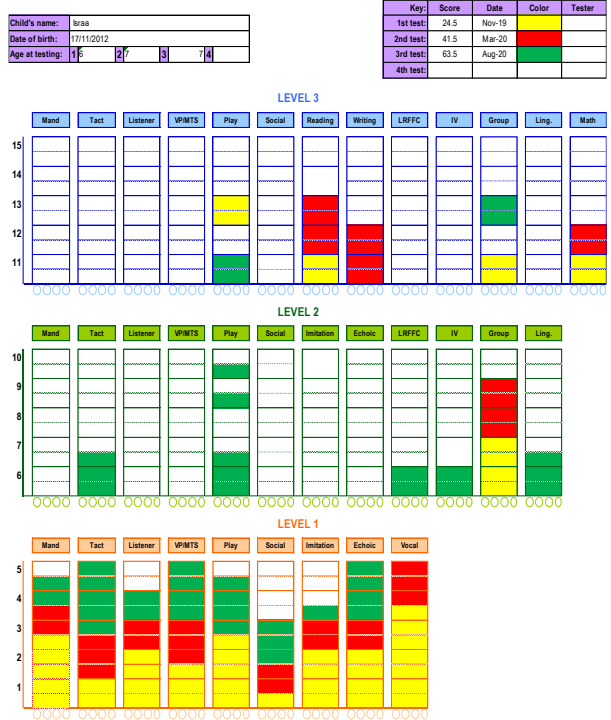 Key: Score Date Color Tester
Child's name: Israa 1st test: 24.5 Nov-19
Date of birth: 17/11/2012 2nd test: 41.5 Mar-20
Age at testing: 1 6 2 7 3 7 4 3rd test: 63.5 Aug-20
4th test:
LEVEL 3
Mand Tact Listener VP/MTS Play Social Reading Writing LRFFC IV Group Ling. Math
15
14
13
12
11
LEVEL 2
Mand Tact Listener VP/MTS Play Social Imitation Echoic LRFFC IV Group Ling.
10
9
8
7
6
LEVEL 1
Mand Tact Listener VP/MTS Play Social Imitation Echoic Vocal
5
4
3
2
1